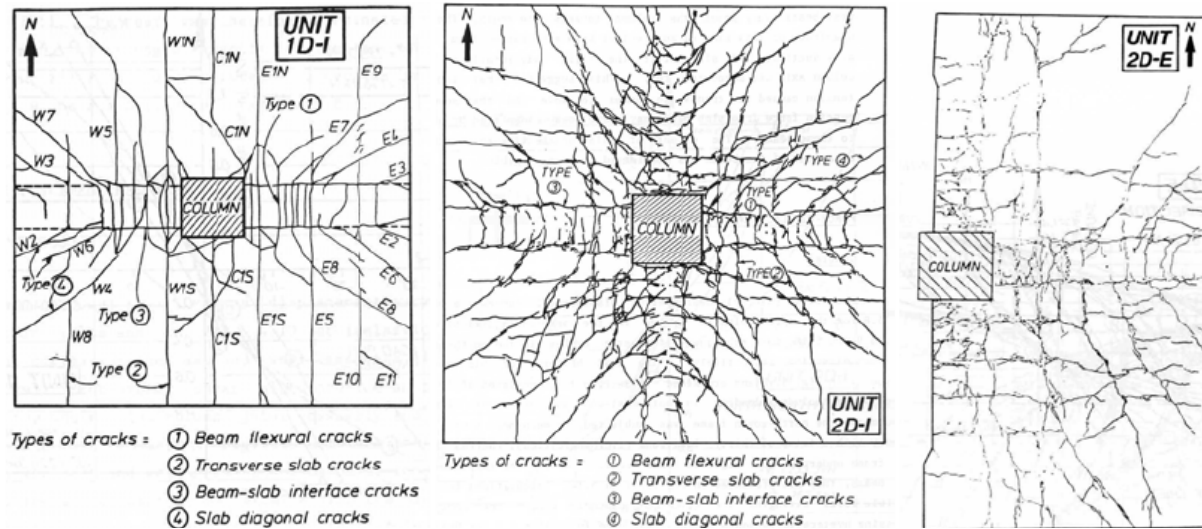 N
UNIT
1D-I
W1N
C1N
E1N
E9
Type ①
W7
W5
C1N
E7
E4
W3
E3
COLUMN
W2
W6
E2
Type ④
W4
W1S
C1S
E8
E6
Type ③
E8
W8
C1S
E1S
E5
Type ②
E10
E11
Types of cracks =
① Beam flexural cracks
② Transverse slab cracks
③ Beam-slab interface cracks
④ Slab diagonal cracks
N
TYPE
③
TYPE ④
TYPE
①
COLUMN
TYPE②
UNIT
2D-I
Types of cracks =
① Beam flexural cracks
② Transverse slab cracks
③ Beam-slab interface cracks
④ Slab diagonal cracks
UNIT
2D-E
N
COLUMN